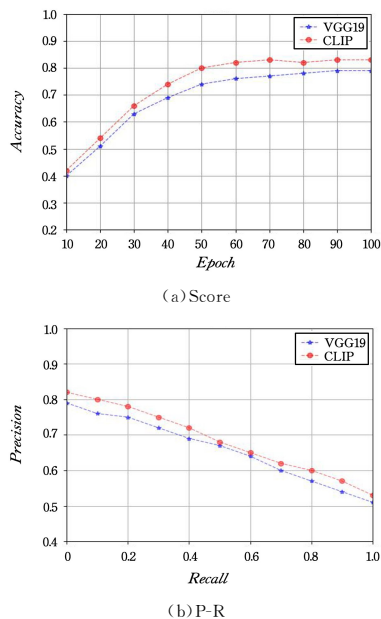 1.0
0.9
0.8
0.7
0.6
0.5
0.4
0.3
0.2
Accuracy
VGG19
CLIP
10 20 30 40 50 60 70 80 90 100
Epoch
(a)Score
1.0
0.9
0.8
0.7
0.6
0.5
0.4
Precision
VGG19
CLIP
0 0.2 0.4 0.6 0.8 1.0
Recall
(b)P-R